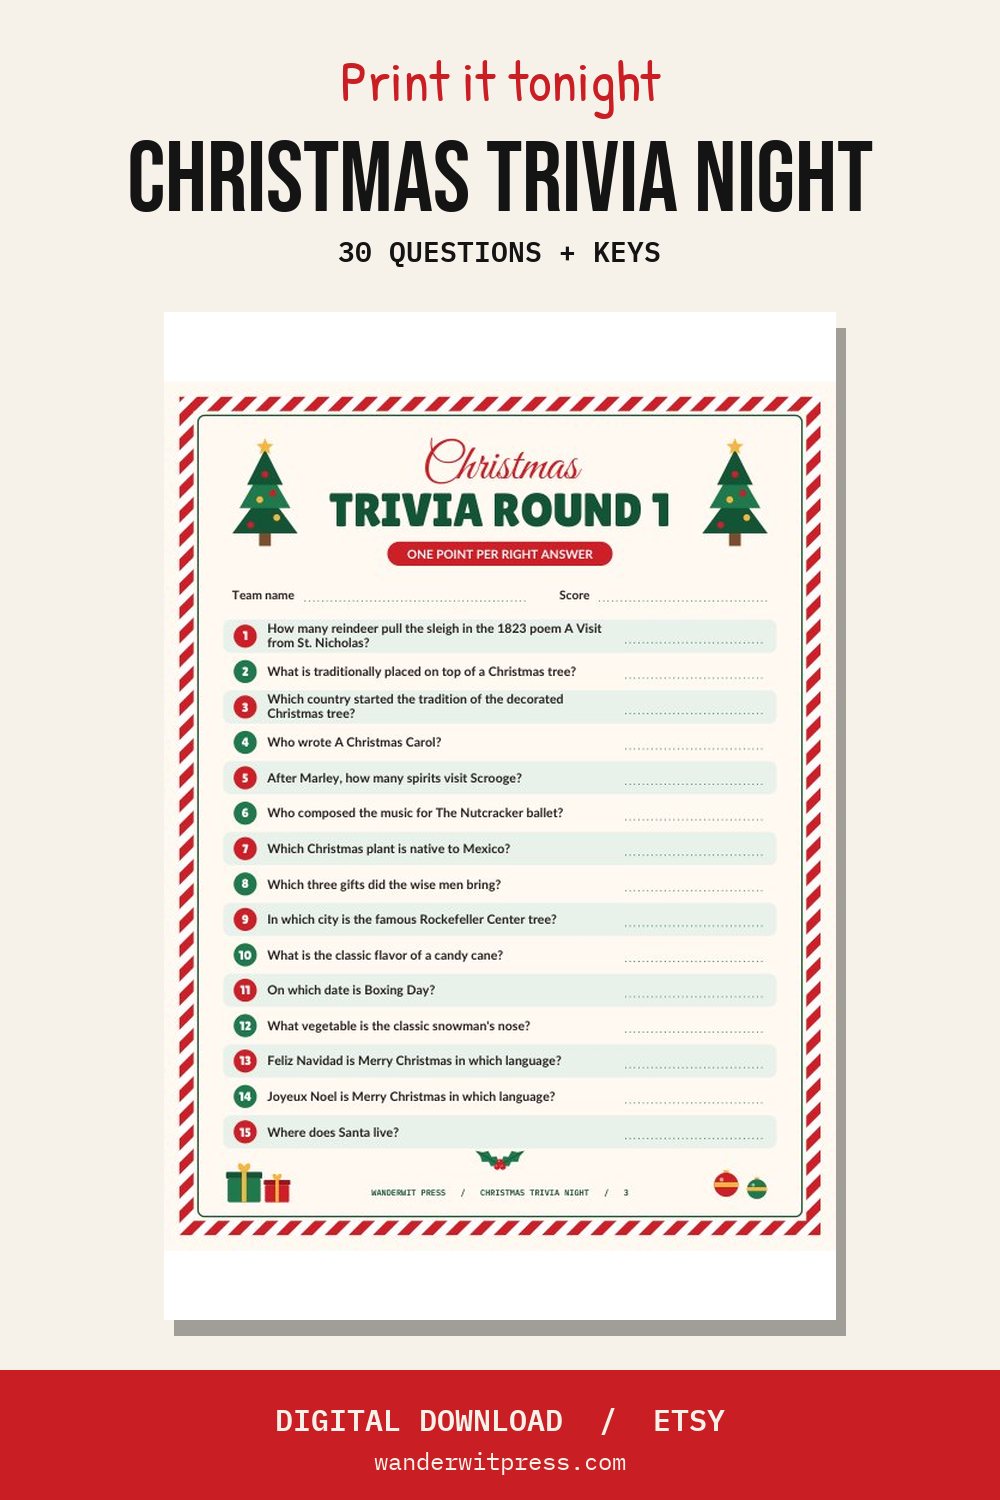 Print it tonight
CHRISTMAS TRIVIA NIGHT
30 QUESTIONS + KEYS
Christmas
TRIVIA ROUND 1
ONE POINT PER RIGHT ANSWER
Team name Score
1 How many reindeer pull the sleigh in the 1823 poem A Visit
from St. Nicholas?
2 What is traditionally placed on top of a Christmas tree?
3 Which country started the tradition of the decorated
Christmas tree?
4 Who wrote A Christmas Carol?
5 After Marley, how many spirits visit Scrooge?
6 Who composed the music for The Nutcracker ballet?
7 Which Christmas plant is native to Mexico?
8 Which three gifts did the wise men bring?
9 In which city is the famous Rockefeller Center tree?
10 What is the classic flavor of a candy cane?
11 On which date is Boxing Day?
12 What vegetable is the classic snowman's nose?
13 Feliz Navidad is Merry Christmas in which language?
14 Joyeux Noel is Merry Christmas in which language?
15 Where does Santa live?
WANDERWIT PRESS / CHRISTMAS TRIVIA NIGHT / 3
DIGITAL DOWNLOAD / ETSY
wanderwitpress.com